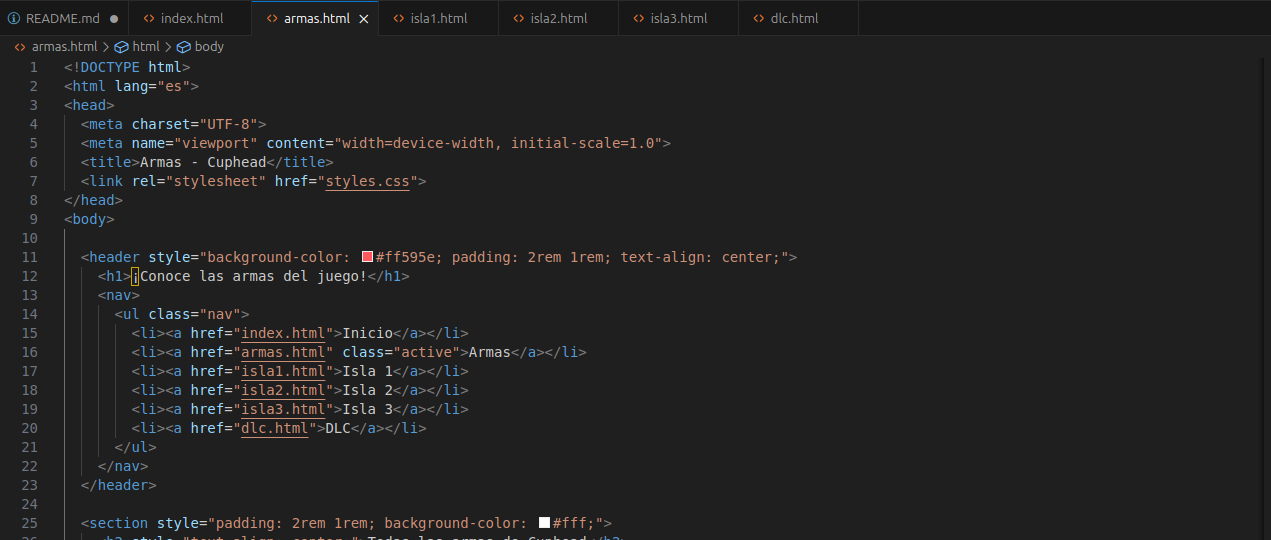 README.md index.html armas.html isla1.html isla2.html isla3.html dlc.html
armas.html > html > body
1 <!DOCTYPE html>
2 <html lang="es">
3 <head>
4 <meta charset="UTF-8">
5 <meta name="viewport" content="width=device-width, initial-scale=1.0">
6 <title>Armas - Cuphead</title>
7 <link rel="stylesheet" href="styles.css">
8 </head>
9 <body>
10
11 <header style="background-color: #ff595e; padding: 2rem 1rem; text-align: center;">
12 <h1>¡Conoce las armas del juego!</h1>
13 <nav>
14 <ul class="nav">
15 <li><a href="index.html">Inicio</a></li>
16 <li><a href="armas.html" class="active">Armas</a></li>
17 <li><a href="isla1.html">Isla 1</a></li>
18 <li><a href="isla2.html">Isla 2</a></li>
19 <li><a href="isla3.html">Isla 3</a></li>
20 <li><a href="dlc.html">DLC</a></li>
21 </ul>
22 </nav>
23 </header>
24
25 <section style="padding: 2rem 1rem; background-color: #fff;">